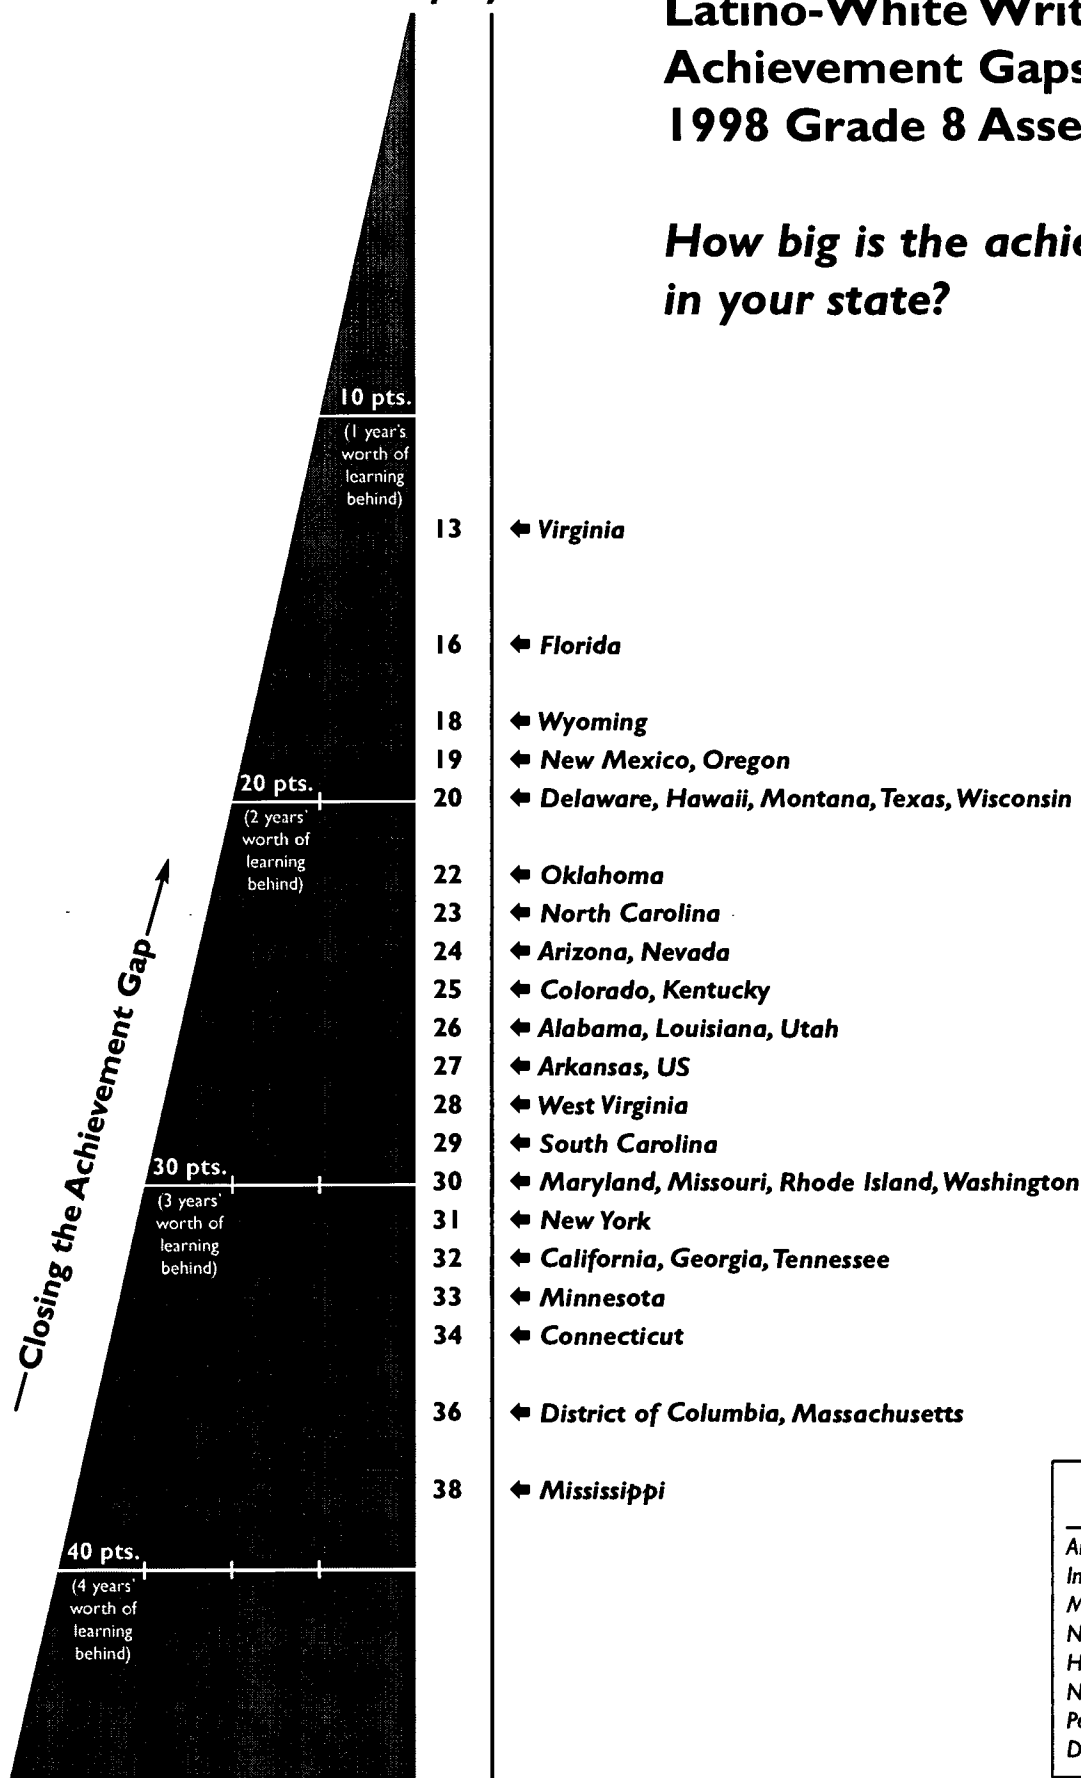 Latino-White
Achievement Gaps
1998 Grade 8
How big is the
in your state?
10 pts.
(1 year's
worth of
learning
behind)
13 Virginia
16 Florida
18 Wyoming
19 New Mexico, Oregon
20 pts.
20 Delaware, Hawaii, Montana, Texas, Wisconsin
(2 years'
worth of
learning
behind)
22 Oklahoma
23 North Carolina
24 Arizona, Nevada
25 Colorado, Kentucky
26 Alabama, Louisiana, Utah
27 Arkansas, US
28 West Virginia
29 South Carolina
30 pts.
30 Maryland, Missouri, Rhode Island, Washington
(3 years'
worth of
learning
behind)
31 New York
32 California, Georgia, Tennessee
33 Minnesota
34 Connecticut
36 District of Columbia, Massachusetts
38 Mississippi
40 pts.
(4 years'
worth of
learning
behind)
Closing the Achievement Gap